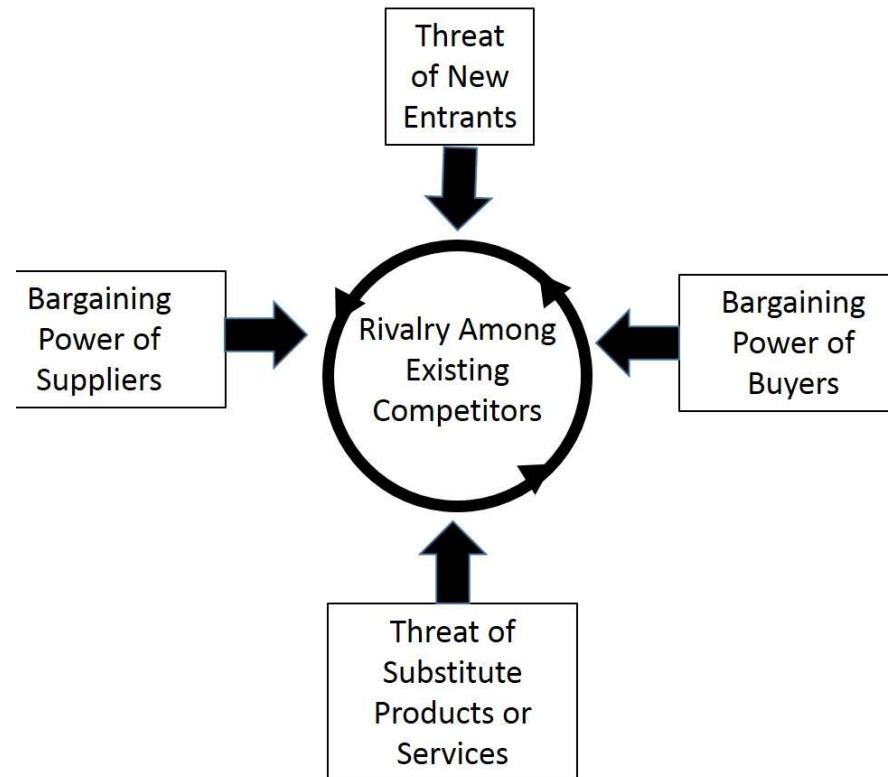 Threat
of New
Entrants
Bargaining
Power of
Suppliers
Rivalry Among
Existing
Competitors
Bargaining
Power of
Buyers
Threat of
Substitute
Products or
Services